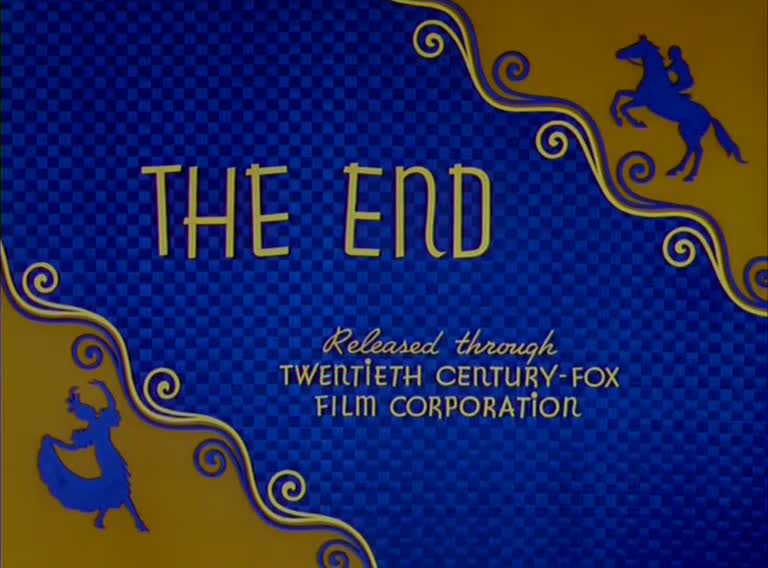 THE END
Released through
TWENTIETH CENTURY-FOX
FILM CORPORATION